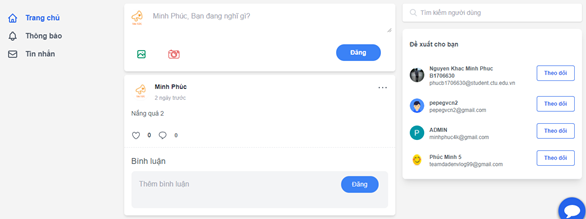 Trang chủ
Thông báo
Tin nhắn
Minh Phúc, Bạn đang nghĩ gì?
Đăng
Minh Phúc
2 ngày trước
Nắng quá 2
0 0
Bình luận
Thêm bình luận
Đăng
Tìm kiếm người dùng
Đề xuất cho bạn
Nguyen Khac Minh Phuc
B1706630
phucb1706630@student.ctu.edu.vn
Theo dõi
pepegvcn2
pepegvcn2@gmail.com
Theo dõi
P
ADMIN
minhphuc4k@gmail.com
Theo dõi
Phúc Minh 5
teamdadenvlog99@gmail.com
Theo dõi